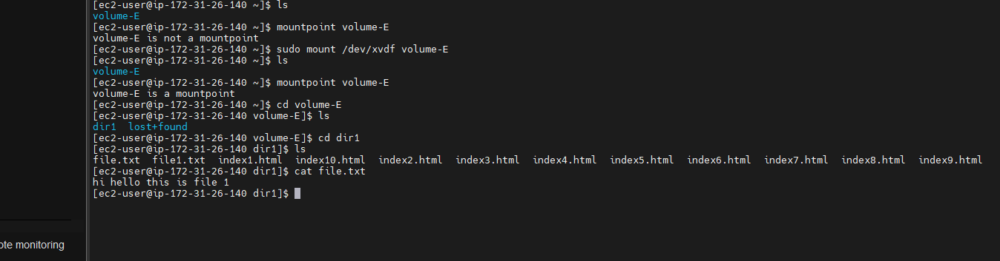 [ec2-user@ip-172-31-26-140 ~]$ ls
volume-E
[ec2-user@ip-172-31-26-140 ~]$ mountpoint volume-E
volume-E is not a mountpoint
[ec2-user@ip-172-31-26-140 ~]$ sudo mount /dev/xvdf volume-E
[ec2-user@ip-172-31-26-140 ~]$ ls
volume-E
[ec2-user@ip-172-31-26-140 ~]$ mountpoint volume-E
volume-E is a mountpoint
[ec2-user@ip-172-31-26-140 ~]$ cd volume-E
[ec2-user@ip-172-31-26-140 volume-E]$ ls
dir1  lost+found
[ec2-user@ip-172-31-26-140 volume-E]$ cd dir1
[ec2-user@ip-172-31-26-140 dir1]$ ls
file.txt  file1.txt  index1.html  index10.html  index2.html  index3.html  index4.html  index5.html  index6.html  index7.html  index8.html  index9.html
[ec2-user@ip-172-31-26-140 dir1]$ cat file.txt
hi hello this is file 1
[ec2-user@ip-172-31-26-140 dir1]$
ote monitoring